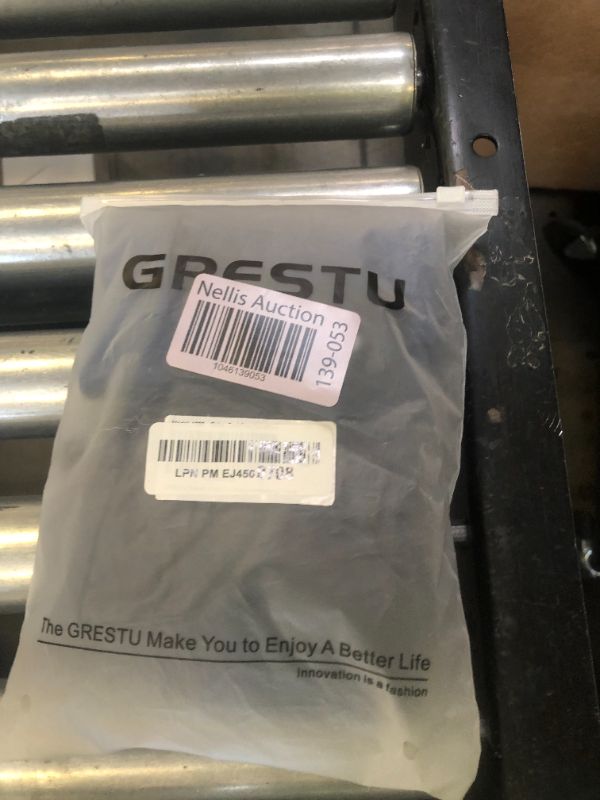 GRESTU
Nellis Auction
1046139053
139-053
LPN PM EJ450
The GRESTU Make You to Enjoy A Better Life
innovation is a fashion